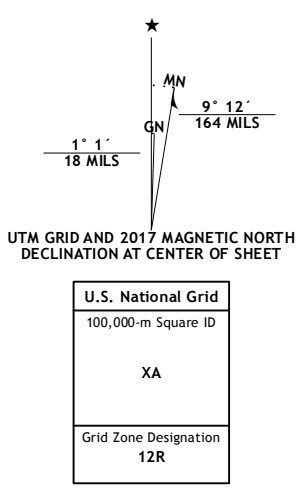 ★
MN
GN
9° 12´
164 MILS
1° 1´
18 MILS
UTM GRID AND 2017 MAGNETIC NORTH
DECLINATION AT CENTER OF SHEET
U.S. National Grid
100,000-m Square ID
XA
Grid Zone Designation
12R